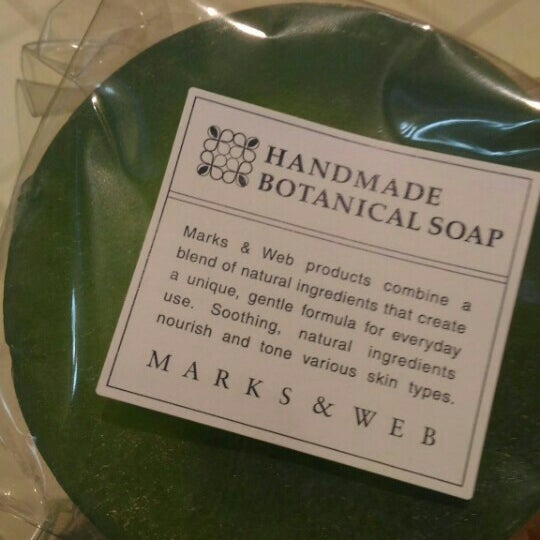 HANDMADE
BOTANICAL SOAP
Marks & Web products combine a
blend of natural ingredients that create
a unique, gentle formula for everyday
use. Soothing, natural ingredients
nourish and tone various skin types.
MARKS & WEB